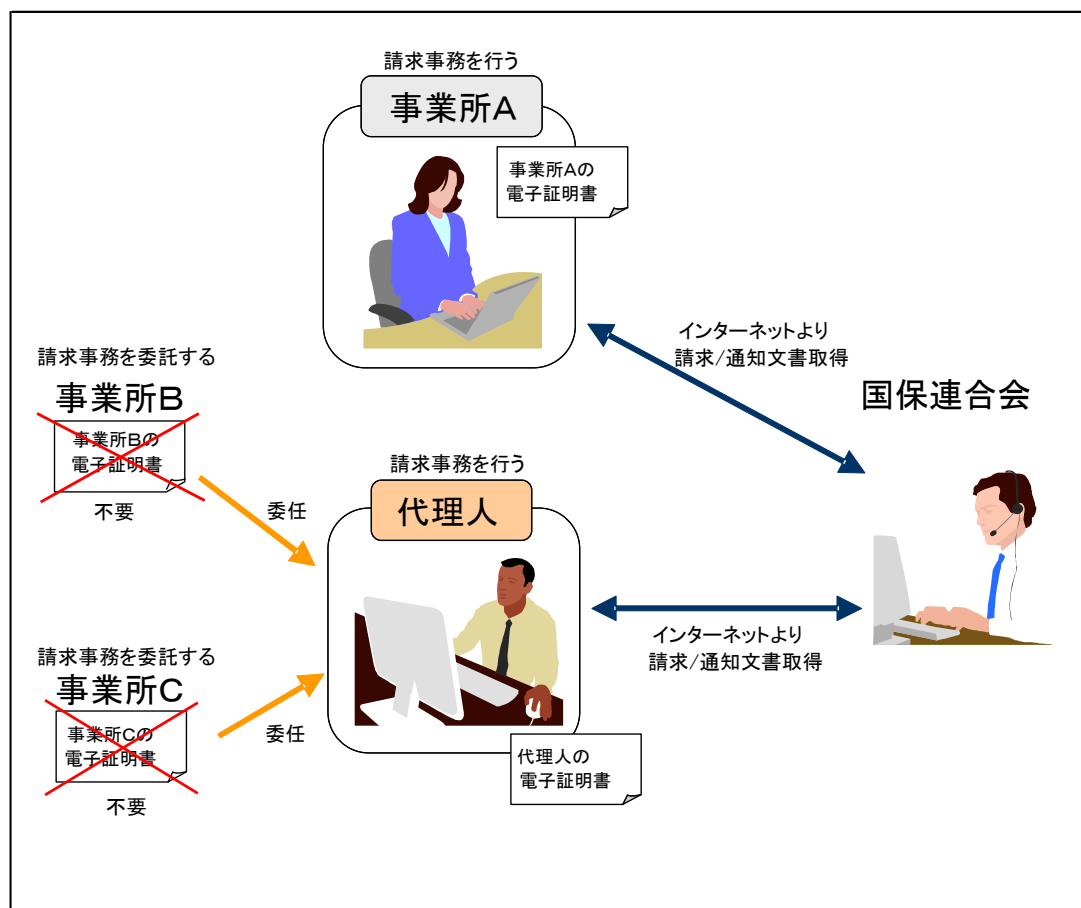 請求事務を行う
事業所A
事業所Aの
電子証明書
インターネットより
請求/通知文書取得
国保連合会
請求事務を委託する
事業所B
事業所Bの
電子証明書
不要
委任
請求事務を行う
代理人
インターネットより
請求/通知文書取得
請求事務を委託する
事業所C
事業所Cの
電子証明書
不要
委任
代理人の
電子証明書